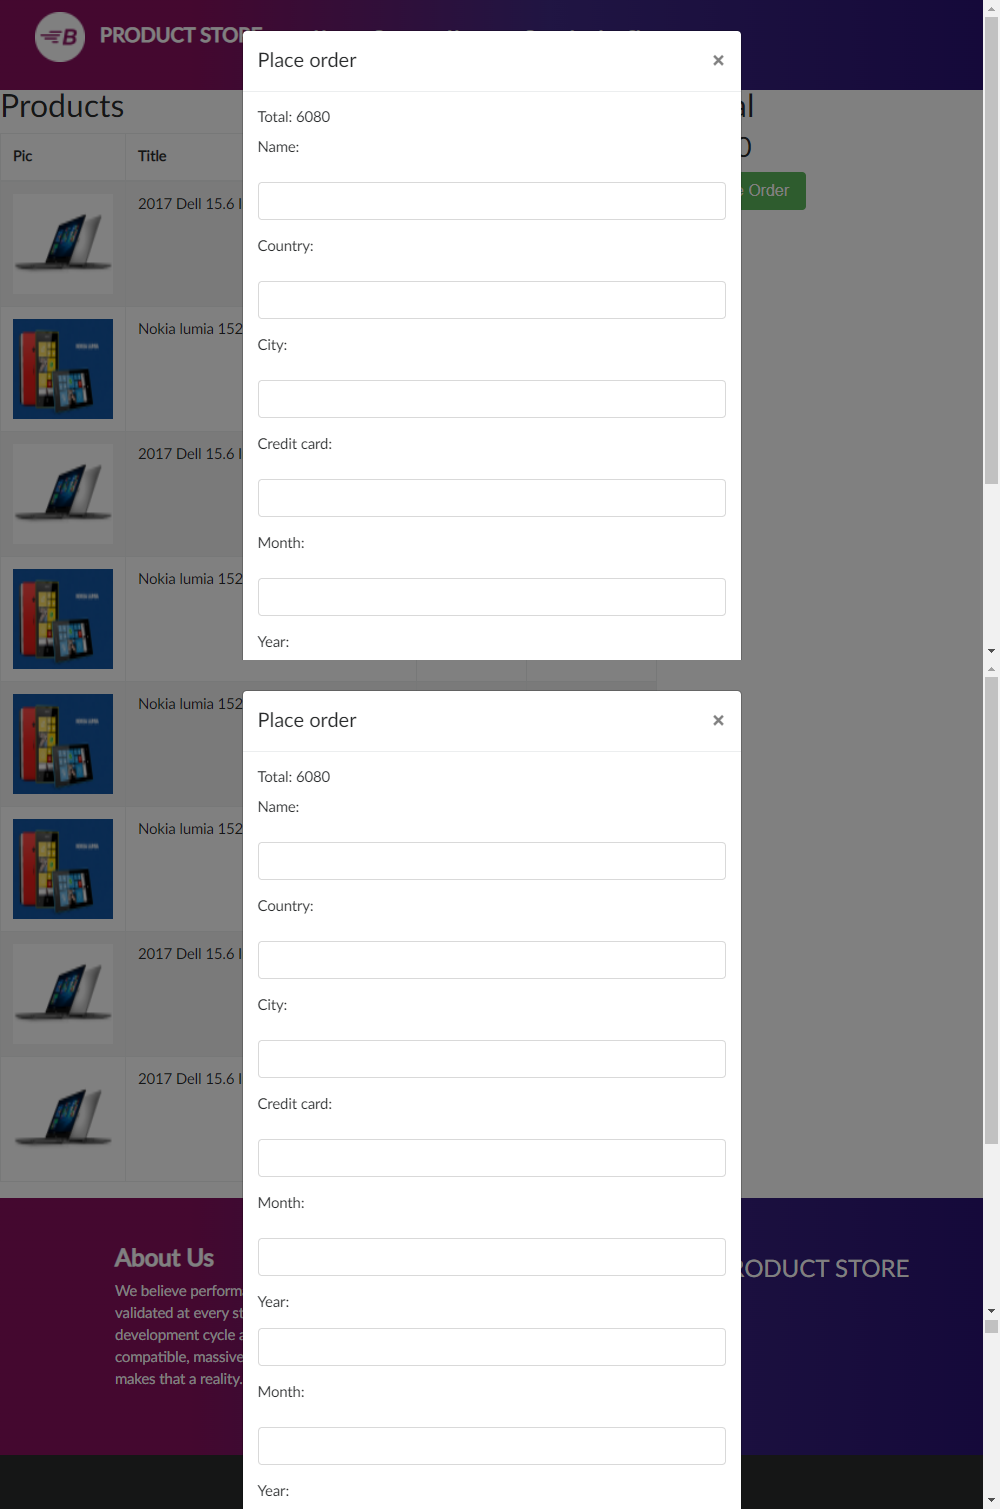 PRODUCT STORE
Place order
×
Products
Total: 6080
Name:
Pic
Title
2017 Dell 15.6 I
Order
Country:
Nokia lumia 152
City:
Credit card:
2017 Dell 15.6 I
Month:
Nokia lumia 152
Year:
Nokia lumia 152
Place order
×
Total: 6080
Name:
Nokia lumia 152
Country:
2017 Dell 15.6 I
City:
2017 Dell 15.6 I
Credit card:
Month:
About Us
RODUCT STORE
We believe perform
validated at every st
Year:
development cycle a
compatible, massive
makes that a reality.
Month:
Year: